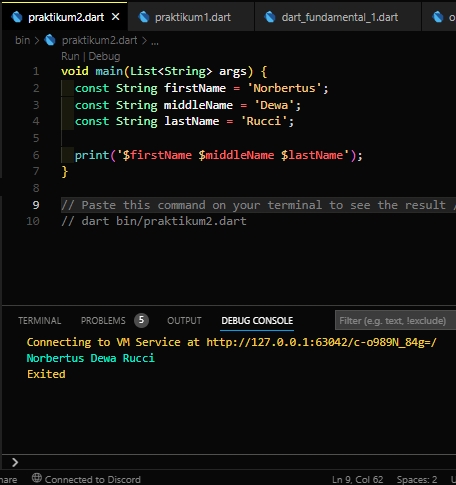 praktikum2.dart × praktikum1.dart dart_fundamental_1.dart o
bin > praktikum2.dart > ...
Run | Debug
1 void main(List<String> args) {
2 const String firstName = 'Norbertus';
3 const String middleName = 'Dewa';
4 const String lastName = 'Rucci';
5
6 print('$firstName $middleName $lastName');
7 }
8
9 // Paste this command on your terminal to see the result /
10 // dart bin/praktikum2.dart
TERMINAL PROBLEMS 5 OUTPUT DEBUG CONSOLE Filter (e.g. text, !exclude)
Connecting to VM Service at http://127.0.0.1:63042/c-o989N_84g=/
Norbertus Dewa Rucci
Exited
>
hare Connected to Discord Ln 9, Col 62 Spaces: 2 U